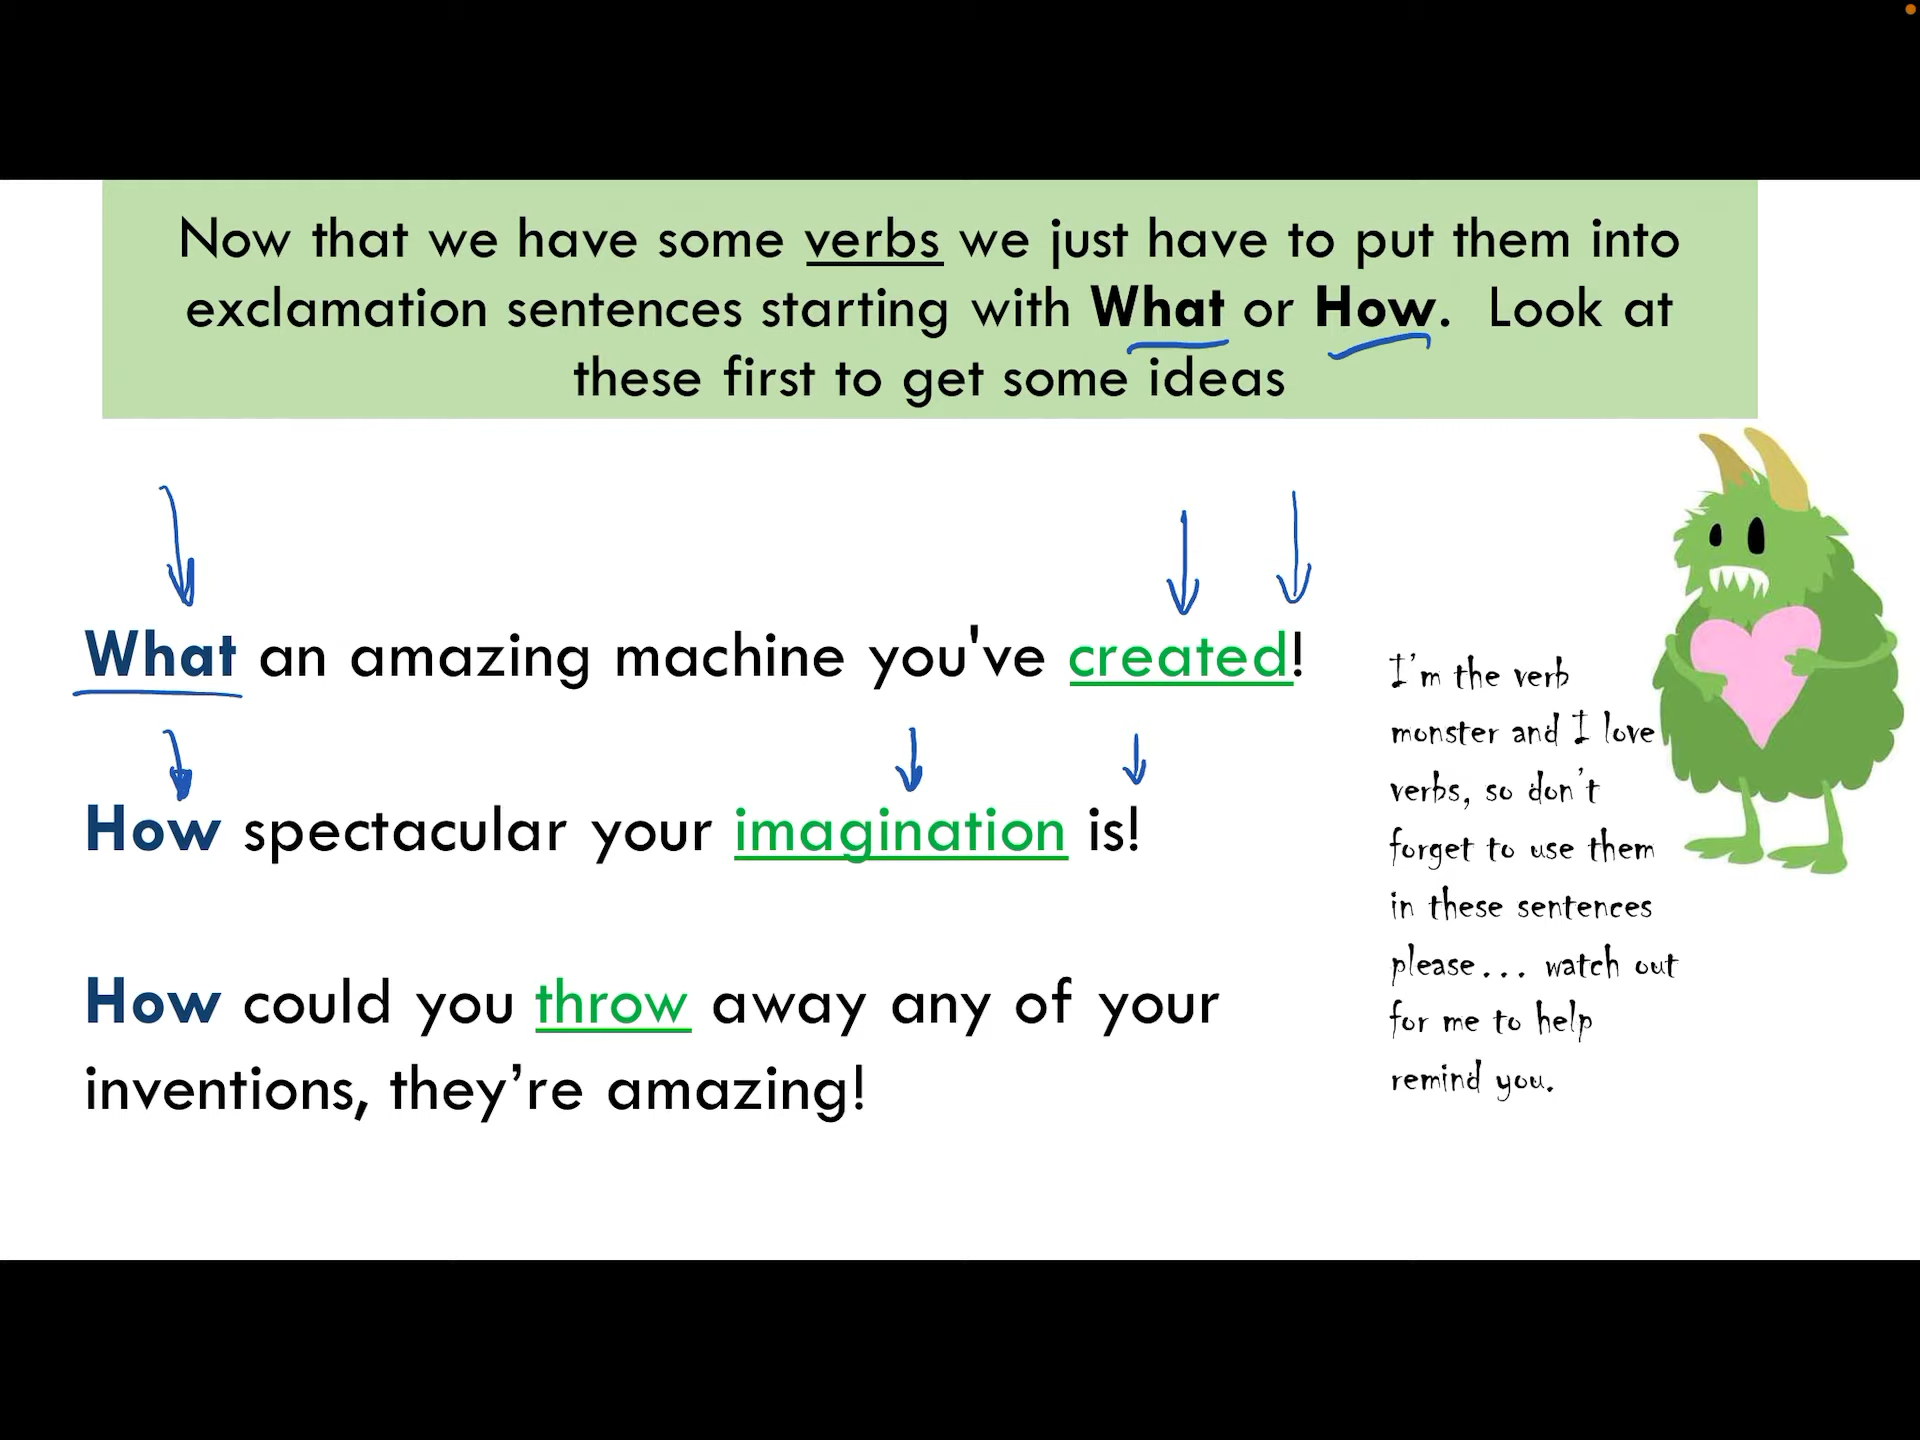 Now that we have some verbs we just have to put them into
exclamation sentences starting with What or How. Look at
these first to get some ideas
What an amazing machine you've created!
How spectacular your imagination is!
How could you throw away any of your
inventions, they’re amazing!
I’m the verb
monster and I love
verbs, so don’t
forget to use them
in these sentences
please... watch out
for me to help
remind you.